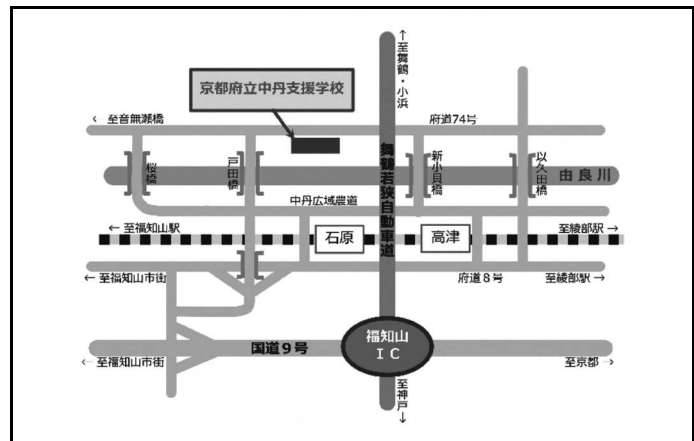 ↑至舞鶴・小浜
京都府立中丹支援学校
← 至音無瀬橋
府道74号
桜橋
戸田橋
舞鶴若狭自動車道
新小貝橋
以久田橋
由良川
中丹広域農道
← 至福知山駅
石原
高津
至綾部駅 →
← 至福知山市街
府道8号
至綾部駅→
福知山
IC
国道9号
← 至福知山市街
至京都
→
至神戸↓